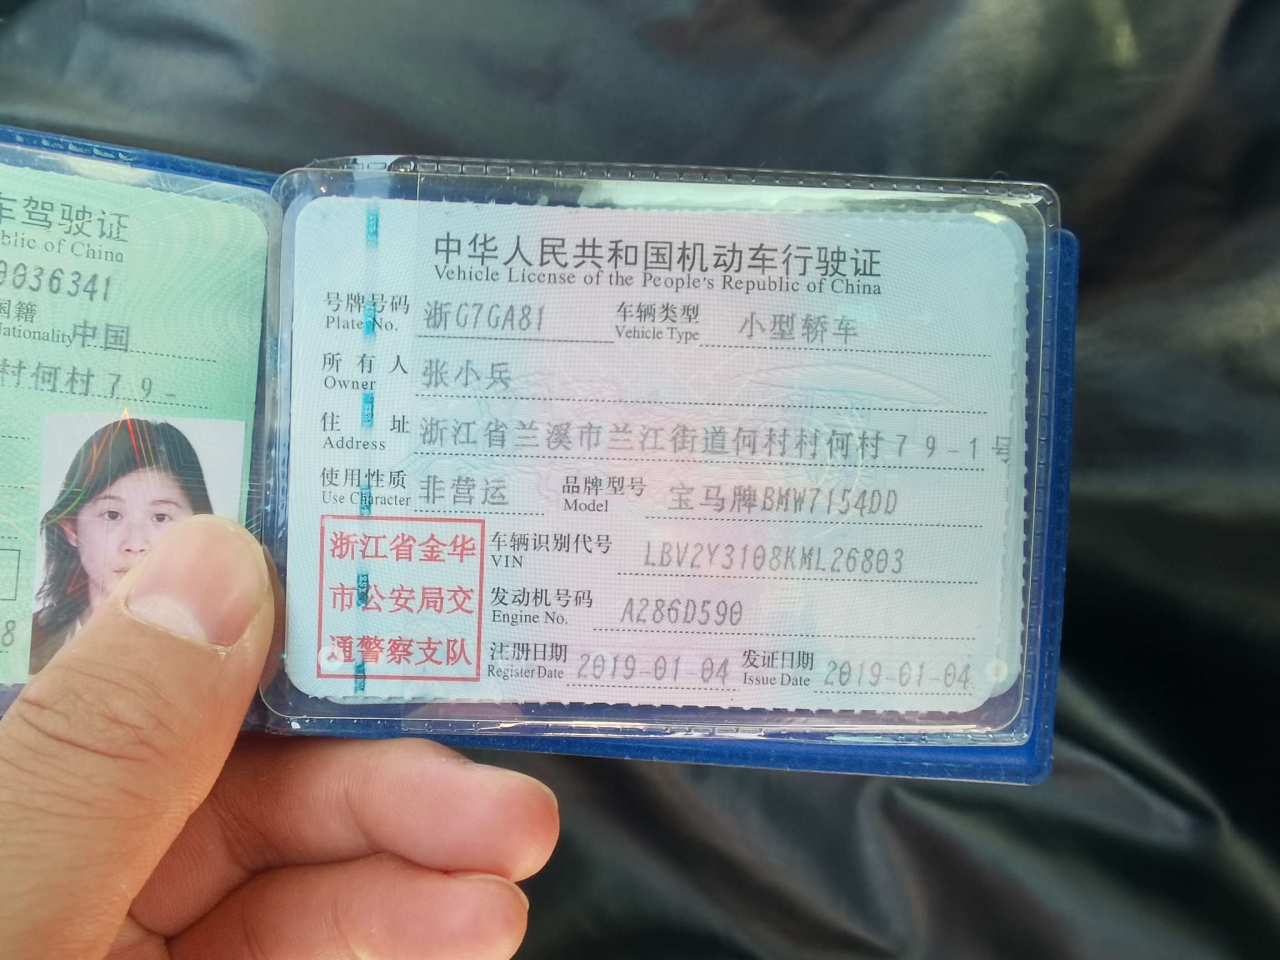 车驾驶证
blic of China
0036341
国籍
Nationality 中国
村何村79-
8
中华人民共和国机动车行驶证
Vehicle License of the People's Republic of China
号牌号码 浙G7GA81 车辆类型 小型轿车
Plate No. Vehicle Type
所有人 张小兵
Owner
住址 浙江省兰溪市兰江街道何村村何村79-1号
Address
使用性质 非营运 品牌型号 宝马牌BMW7154DD
Use Character Model
浙江省金华
市公安局交
通警察支队
车辆识别代号 LBV2Y3108KML26803
VIN
发动机号码 A286D590
Engine No.
注册日期 2019-01-04 发证日期 2019-01-04
Register Date Issue Date